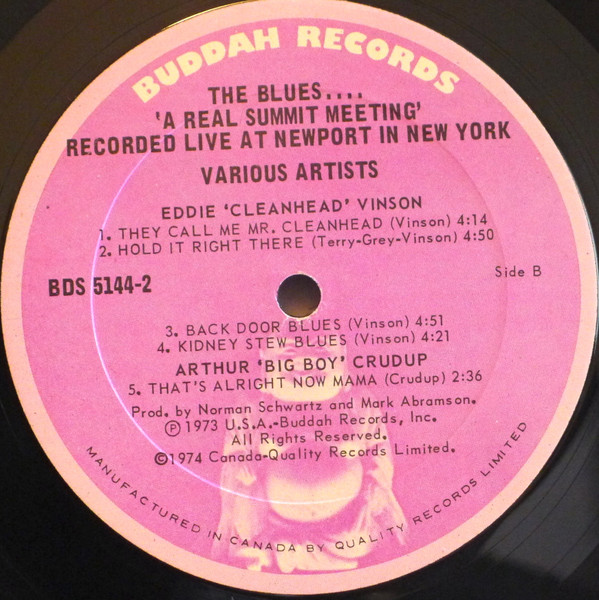 BUDDAH RECORDS
THE BLUES....
'A REAL SUMMIT MEETING'
RECORDED LIVE AT NEWPORT IN NEW YORK
VARIOUS ARTISTS
EDDIE 'CLEANHEAD' VINSON
1. THEY CALL ME MR. CLEANHEAD (Vinson) 4:14
2. HOLD IT RIGHT THERE (Terry-Grey-Vinson) 4:50
BDS 5144-2
Side B
3. BACK DOOR BLUES (Vinson) 4:51
4. KIDNEY STEW BLUES (Vinson) 4:21
ARTHUR 'BIG BOY' CRUDUP
5. THAT'S ALRIGHT NOW MAMA (Crudup) 2:36
Prod. by Norman Schwartz and Mark Abramson.
Ⓟ 1973 U.S.A.-Buddah Records, Inc.
All Rights Reserved.
©1974 Canada-Quality Records Limited.
MANUFACTURED IN CANADA BY QUALITY RECORDS LIMITED